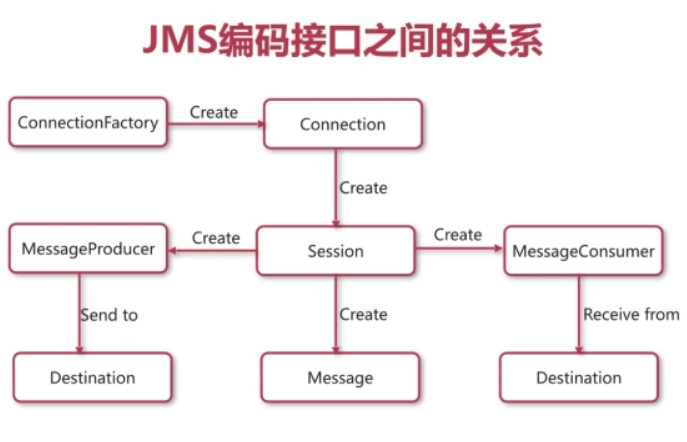 JMS编码接口之间的关系
ConnectionFactory
Create
Connection
Create
MessageProducer
Create
Session
Create
MessageConsumer
Send to
Create
Receive from
Destination
Message
Destination